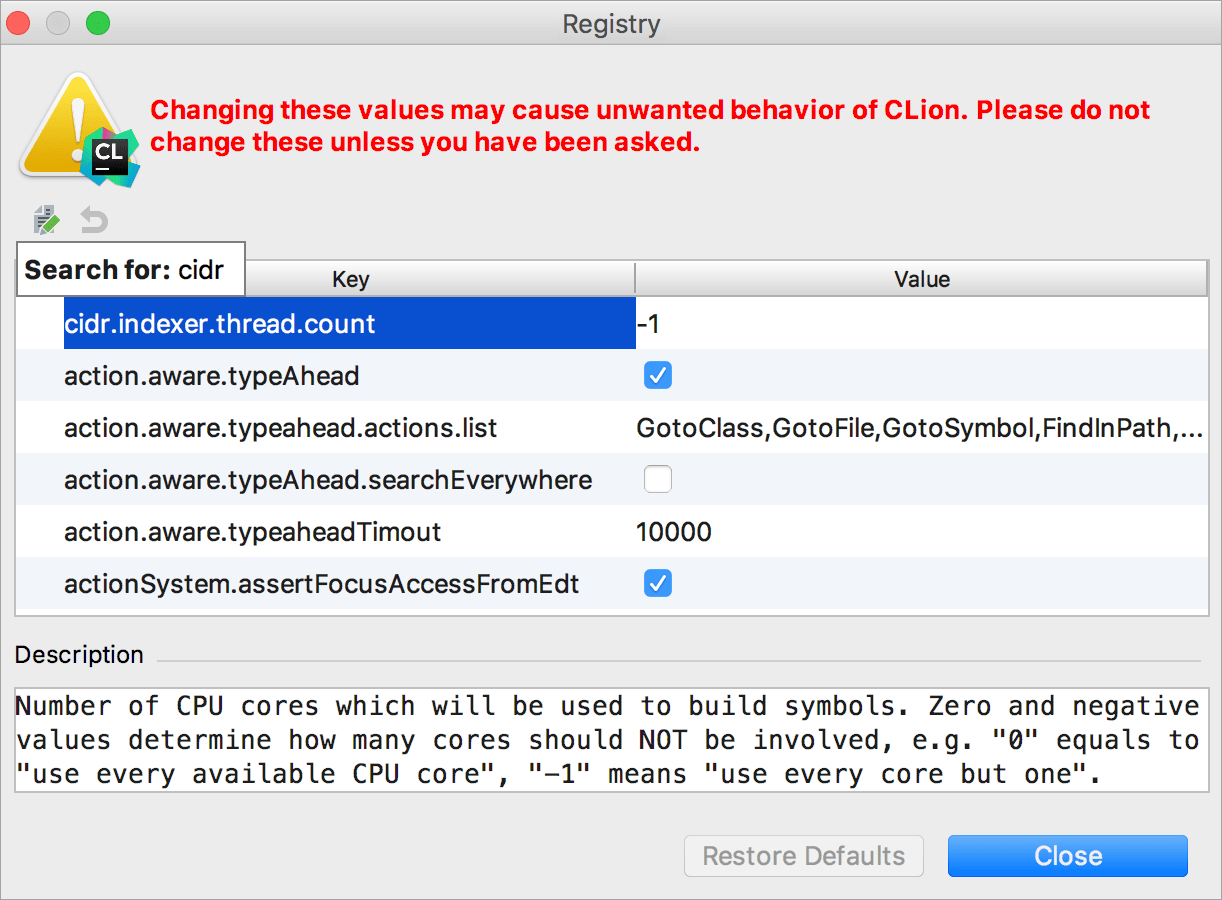 Registry
Changing these values may cause unwanted behavior of CLion. Please do not
change these unless you have been asked.
CL
Search for: cidr
Key Value
cidr.indexer.thread.count -1
action.aware.typeAhead
action.aware.typeahead.actions.list GotoClass,GotoFile,GotoSymbol,FindInPath,...
action.aware.typeAhead.searchEverywhere
action.aware.typeaheadTimout 10000
actionSystem.assertFocusAccessFromEdt
Description
Number of CPU cores which will be used to build symbols. Zero and negative
values determine how many cores should NOT be involved, e.g. "0" equals to
"use every available CPU core", "-1" means "use every core but one".
Restore Defaults Close